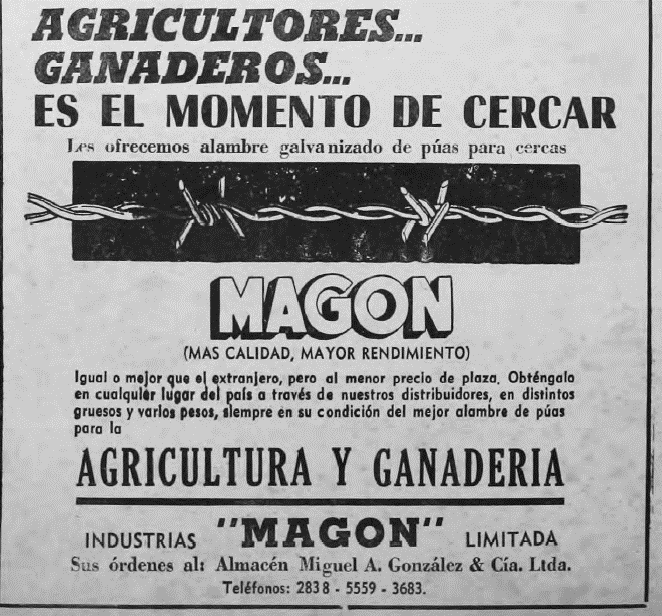 AGRICULTORES...
GANADEROS...
ES EL MOMENTO DE CERCAR
Les ofrecemos alambre galvanizado de púas para cercas
MAGON
(MAS CALIDAD, MAYOR RENDIMIENTO)
Igual o mejor que el extranjero, pero al menor precio de plaza. Obténgalo
en cualquier lugar del país a través de nuestros distribuidores, en distintos
gruesos y varios pesos, siempre en su condición del mejor alambre de púas
para la
AGRICULTURA Y GANADERIA
INDUSTRIAS "MAGON" LIMITADA
Sus órdenes al: Almacén Miguel A. González & Cía. Ltda.
Teléfonos: 2838 - 5559 - 3683.